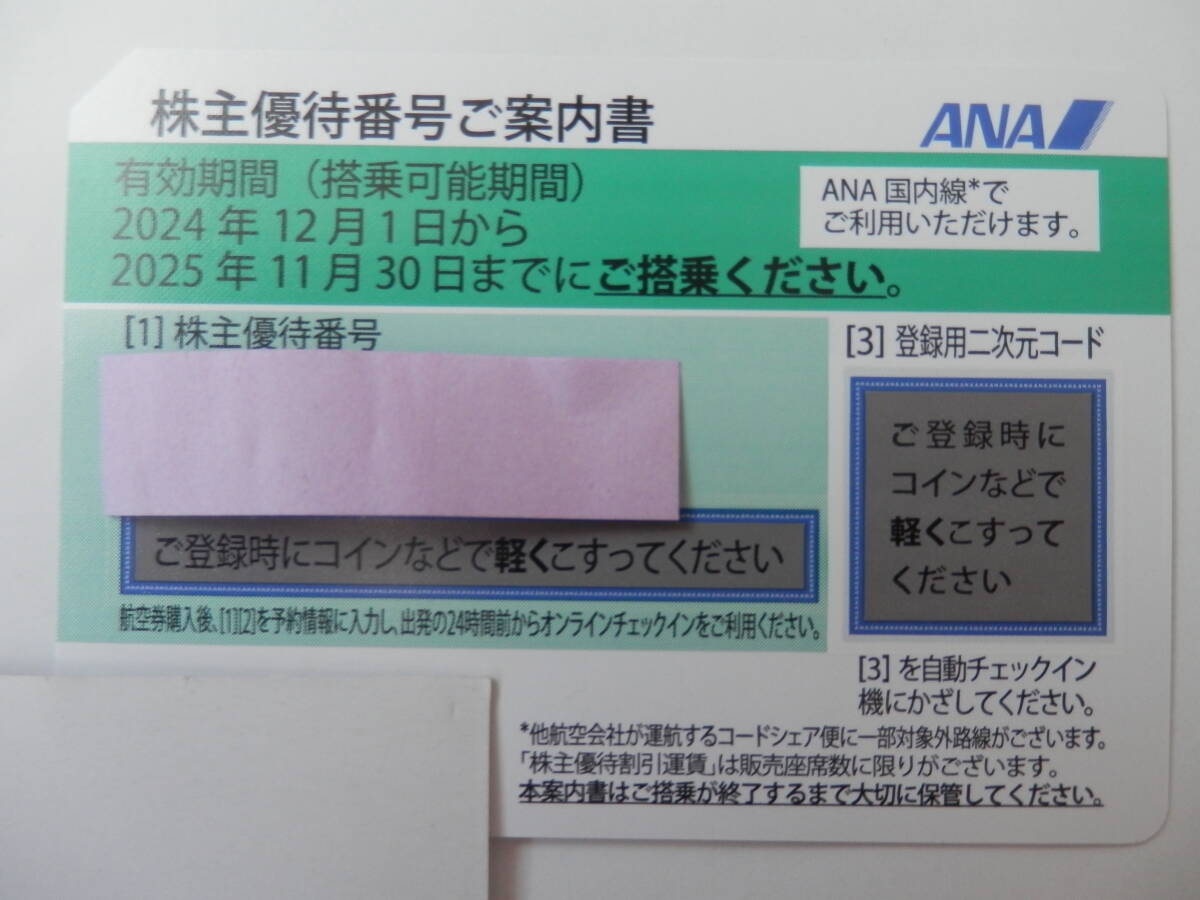 株主優待番号ご案内書
ANA
有効期間（搭乗可能期間）
2024年12月1日から
2025年11月30日までにご搭乗ください。
ANA国内線*で
ご利用いただけます。
[1] 株主優待番号
ご登録時にコインなどで軽くこすってください
航空券購入後、[1][2]を予約情報に入力し、出発の24時間前からオンラインチェックインをご利用ください。
[3] 登録用二次元コード
ご登録時に
コインなどで
軽くこすって
ください
[3] を自動チェックイン
機にかざしてください。
*他航空会社が運航するコードシェア便に一部対象外路線がございます。
「株主優待割引運賃」は販売座席数に限りがございます。
本案内書はご搭乗が終了するまで大切に保管してください。